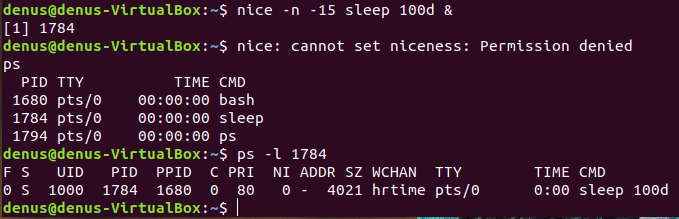 denus@denus-VirtualBox:~$ nice -n -15 sleep 100d &
[1] 1784
denus@denus-VirtualBox:~$ nice: cannot set niceness: Permission denied
ps
  PID TTY          TIME CMD
 1680 pts/0    00:00:00 bash
 1784 pts/0    00:00:00 sleep
 1794 pts/0    00:00:00 ps
denus@denus-VirtualBox:~$ ps -l 1784
F S   UID   PID  PPID  C PRI  NI ADDR SZ WCHAN  TTY        TIME CMD
0 S  1000  1784  1680  0  80   0 -  4021 hrtime pts/0      0:00 sleep 100d
denus@denus-VirtualBox:~$